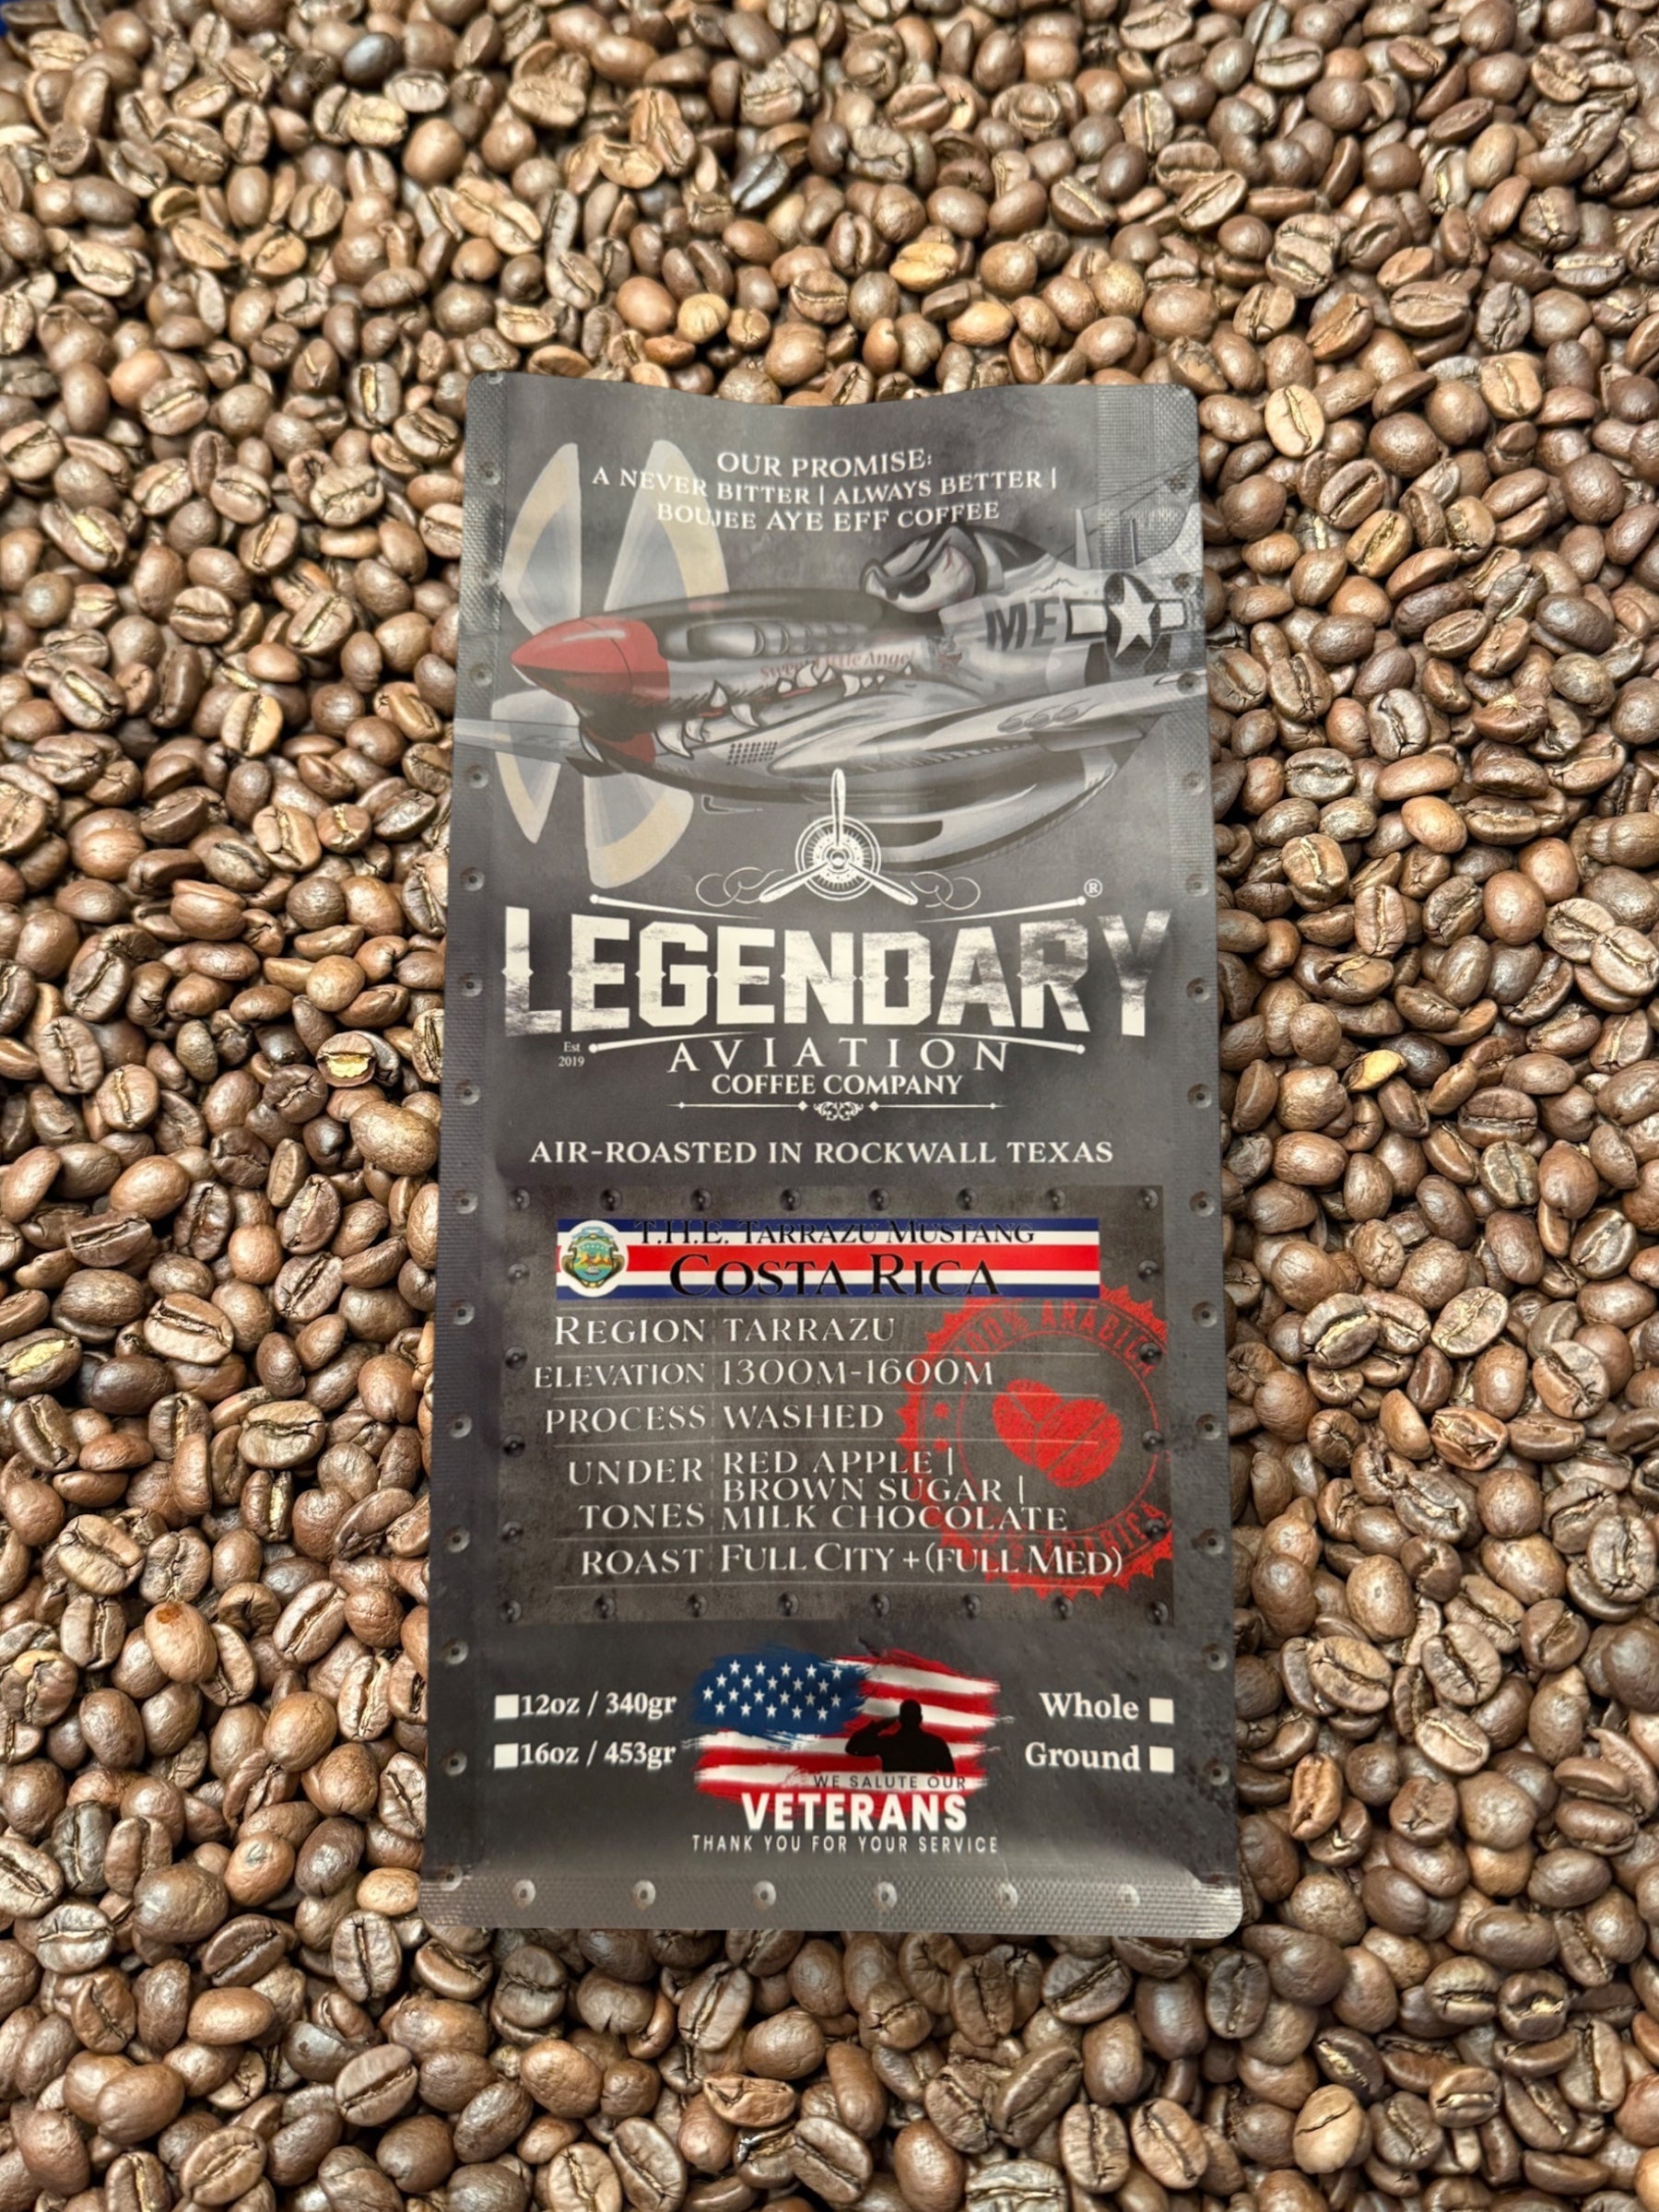 OUR PROMISE:
A NEVER BITTER | ALWAYS BETTER |
BOUJEE AYE EFF COFFEE
ME
Sweet Little Angel
®
LEGENDARY
Est
2019
AVIATION
COFFEE COMPANY
AIR-ROASTED IN ROCKWALL TEXAS
T.H.E. TARRAZU MUSTANG
COSTA RICA
REGION TARRAZU
ELEVATION 1300M-1600M
PROCESS WASHED
UNDER TONES RED APPLE |
BROWN SUGAR |
MILK CHOCOLATE
ROAST FULL CITY + (FULL MED)
100% ARABICA
12oz / 340gr
16oz / 453gr
Whole
Ground
WE SALUTE OUR
VETERANS
THANK YOU FOR YOUR SERVICE